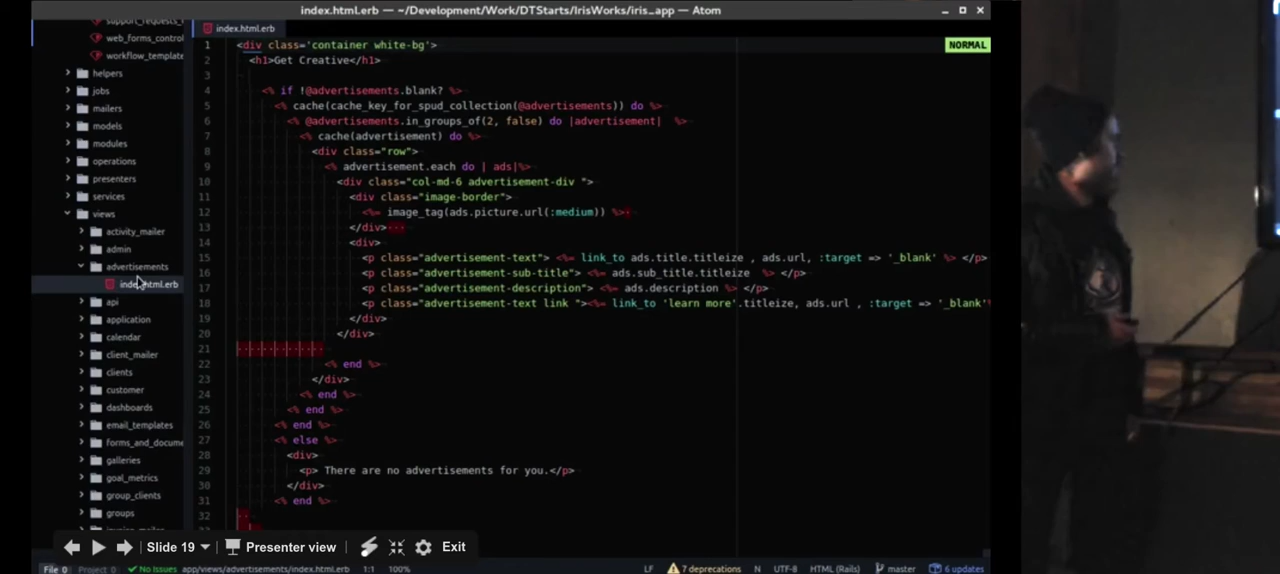 index.html.erb — ~/Development/Work/DTStarts/IrisWorks/iris_app — Atom
support_requests_
web_forms_contro
workflow_template
helpers
jobs
mailers
models
modules
operations
presenters
services
views
activity_mailer
admin
advertisements
index.html.erb
api
application
calendar
client_mailer
clients
customer
dashboards
email_templates
forms_and_docume
galleries
goal_metrics
group_clients
groups
index.html.erb
NORMAL
1 <div class='container white-bg'>
2 <h1>Get Creative</h1>
3
4 <% if !@advertisements.blank? %>
5 <% cache(cache_key_for_spud_collection(@advertisements)) do %>
6 <% @advertisements.in_groups_of(2, false) do |advertisement| %>
7 <% cache(advertisement) do %>
8 <div class="row">
9 <% advertisement.each do | ads|%>
10 <div class="col-md-6 advertisement-div ">
11 <div class="image-border">
12 <%= image_tag(ads.picture.url(:medium)) %>
13 </div>
14 <div>
15 <p class="advertisement-text"> <%= link_to ads.title.titleize , ads.url, :target => '_blank' %> </p>
16 <p class="advertisement-sub-title"> <%= ads.sub_title.titleize %> </p>
17 <p class="advertisement-description"> <%= ads.description %> </p>
18 <p class="advertisement-text link "><%= link_to 'learn more'.titleize, ads.url , :target => '_blank'%
19 </div>
20 </div>
21
22 <% end %>
23 </div>
24 <% end %>
25 <% end %>
26 <% end %>
27 <% else %>
28 <div>
29 <p> There are no advertisements for you.</p>
30 </div>
31 <% end %>
32
Slide 19 Presenter view Exit
File 0 Project: 0 No Issues app/views/advertisements/index.html.erb 1:1 100% LF 7 deprecations N UTF-8 HTML (Rails) master 6 updates